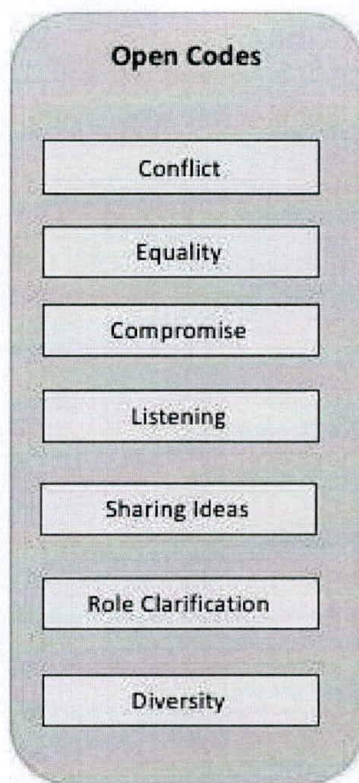 Open Codes
Conflict
Equality
Compromise
Listening
Sharing Ideas
Role Clarification
Diversity